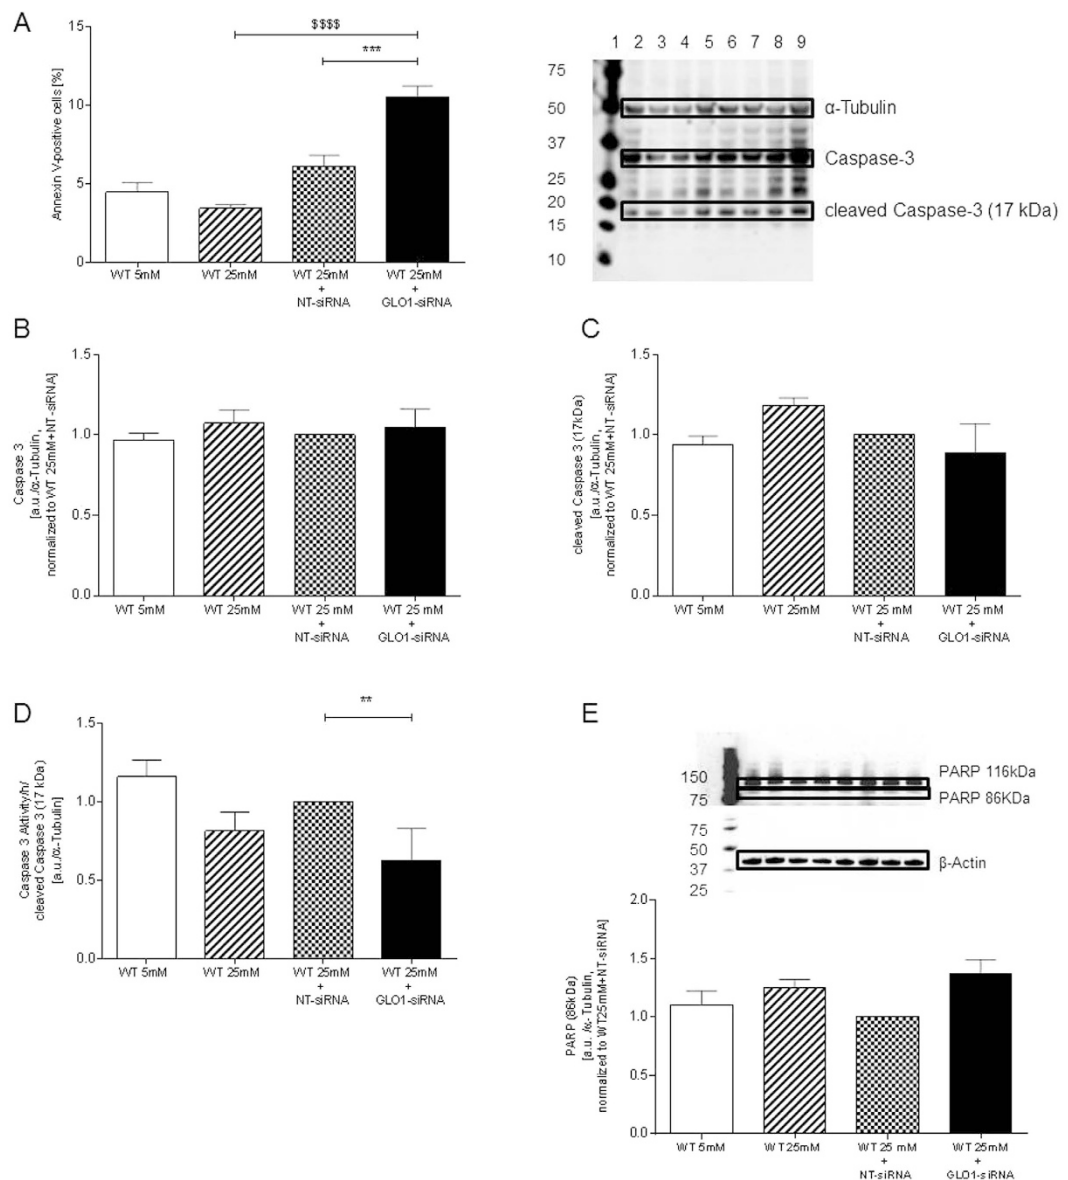 A
Annexin V-positive cells [%]
15
10
5
0
$$$$
***
WT 5mM
WT 25mM
WT 25mM
+
NT-siRNA
WT 25mM
+
GLO1-siRNA
1 2 3 4 5 6 7 8 9
75
50
37
25
20
15
10
α-Tubulin
Caspase-3
cleaved Caspase-3 (17 kDa)
B
Caspase 3
[a.u./α-Tubulin,
normalized to WT 25mM+NT-siRNA]
1.5
1.0
0.5
0.0
WT 5mM
WT 25mM
WT 25 mM
+
NT-siRNA
WT 25 mM
+
GLO1-siRNA
C
cleaved Caspase 3 (17kDa)
[a.u./α-Tubulin,
normalized to WT 25mM+NT-siRNA]
1.5
1.0
0.5
0.0
WT 5mM
WT 25mM
WT 25 mM
+
NT-siRNA
WT 25 mM
+
GLO1-siRNA
D
Caspase 3 Aktivity/h/
cleaved Caspase 3 (17 kDa)
[a.u./α-Tubulin]
1.5
1.0
0.5
0.0
**
WT 5mM
WT 25mM
WT 25mM
+
NT-siRNA
WT 25mM
+
GLO1-siRNA
E
150
75
75
50
37
25
PARP 116kDa
PARP 86KDa
β-Actin
PARP (86kDa)
[a.u. /α-Tubulin,
normalized to WT25mM+NT-siRNA]
2.0
1.5
1.0
0.5
0.0
WT 5mM
WT25mM
WT 25 mM
+
NT-siRNA
WT 25mM
+
GLO1-siRNA